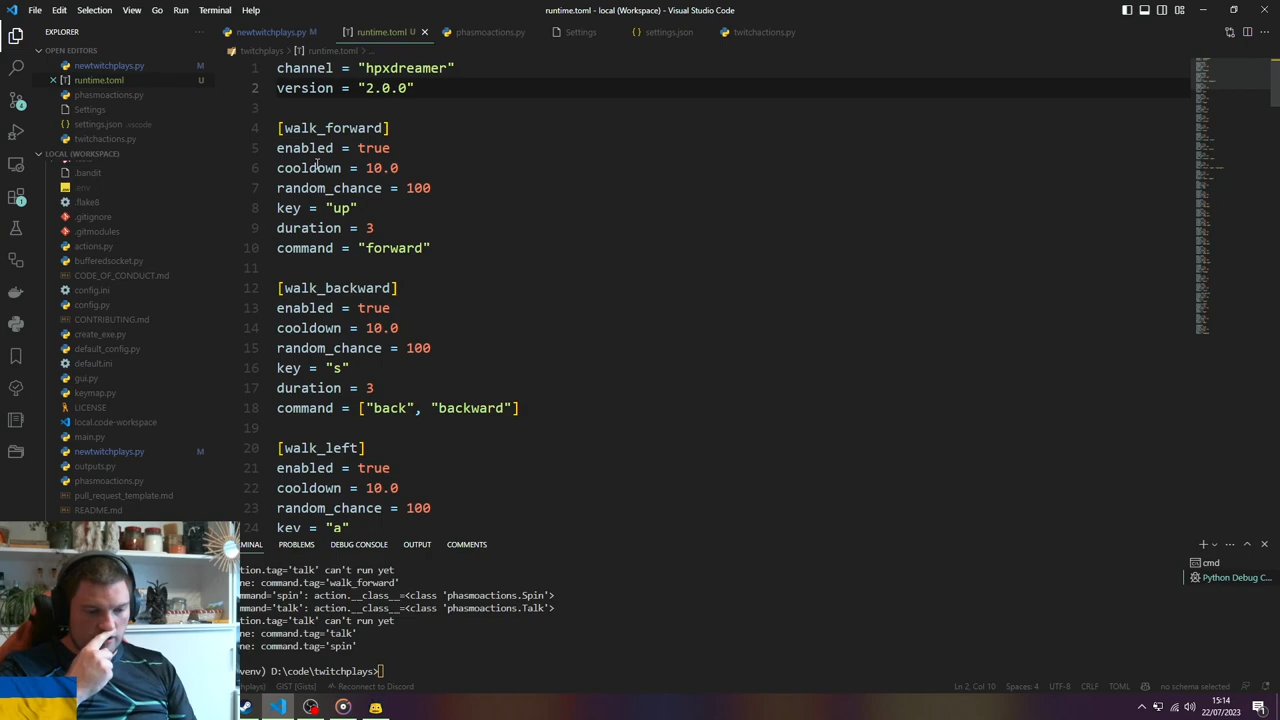 File Edit Selection View Go Run Terminal Help
runtime.toml - local (Workspace) - Visual Studio Code
EXPLORER
newtwitchplays.py M
runtime.toml U
phasmoactions.py
Settings
settings.json
twitchactions.py
OPEN EDITORS
newtwitchplays.py M
runtime.toml U
phasmoactions.py
Settings
settings.json .vscode
twitchactions.py
LOCAL (WORKSPACE)
.bandit
.env
.flake8
.gitignore
.gitmodules
actions.py
bufferedsocket.py
CODE_OF_CONDUCT.md
config.ini
config.py
CONTRIBUTING.md
create_exe.py
default_config.py
default.ini
gui.py
keymap.py
LICENSE
local.code-workspace
main.py
newtwitchplays.py M
outputs.py
phasmoactions.py
pull_request_template.md
README.md
twitchplays > runtime.toml > ...
1 channel = "hpxdreamer"
2 version = "2.0.0"
3
4 [walk_forward]
5 enabled = true
6 cooldown = 10.0
7 random_chance = 100
8 key = "up"
9 duration = 3
10 command = "forward"
11
12 [walk_backward]
13 enabled = true
14 cooldown = 10.0
15 random_chance = 100
16 key = "s"
17 duration = 3
18 command = ["back", "backward"]
19
20 [walk_left]
21 enabled = true
22 cooldown = 10.0
23 random_chance = 100
24 key = "a"
MINAL PROBLEMS DEBUG CONSOLE OUTPUT COMMENTS
tion.tag='talk' can't run yet
ne: command.tag='walk_forward'
mmand='spin': action.__class__=<class 'phasmoactions.Spin'>
mmand='talk': action.__class__=<class 'phasmoactions.Talk'>
tion.tag='talk' can't run yet
ne: command.tag='talk'
ne: command.tag='spin'
venv) D:\code\twitchplays>
cmd
Python Debug C...
hplays) GIST [Gists] Reconnect to Discord
Ln 2, Col 10 Spaces: 4 UTF-8 CRLF TOML no schema selected
15:14
22/07/2023